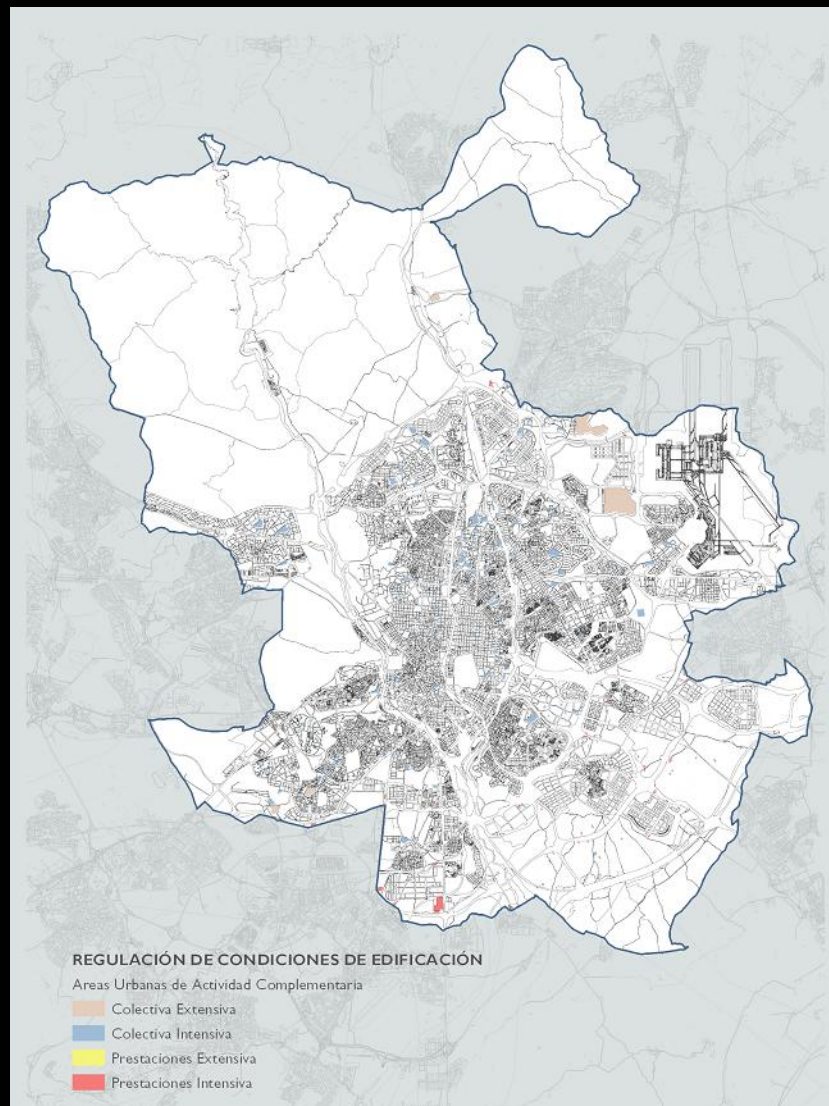 REGULACIÓN DE CONDICIONES DE EDIFICACIÓN
Areas Urbanas de Actividad Complementaria
Colectiva Extensiva
Colectiva Intensiva
Prestaciones Extensiva
Prestaciones Intensiva